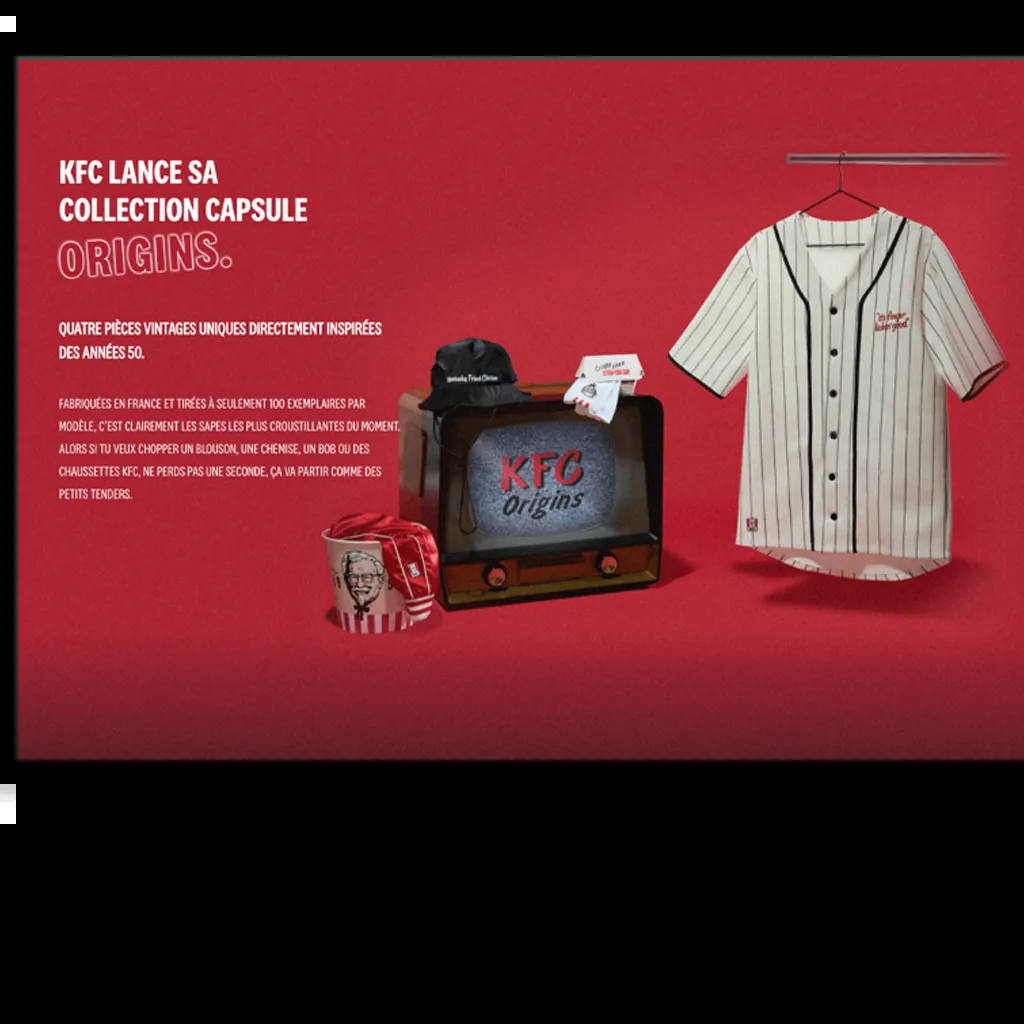 KFC LANCE SA
COLLECTION CAPSULE
ORIGINS.
QUATRE PIÈCES VINTAGES UNIQUES DIRECTEMENT INSPIRÉES
DES ANNÉES 50.
FABRIQUÉES EN FRANCE ET TIRÉES À SEULEMENT 100 EXEMPLAIRES PAR
MODÈLE, C'EST CLAIREMENT LES SAPES LES PLUS CROUSTILLANTES DU MOMENT.
ALORS SI TU VEUX CHOPPER UN BLOUSON, UNE CHEMISE, UN BOB OU DES
CHAUSSETTES KFC, NE PERDS PAS UNE SECONDE, ÇA VA PARTIR COMME DES
PETITS TENDERS.
Kentucky Fried Chicken
KFC
Origins
"it's finger
lickin' good"